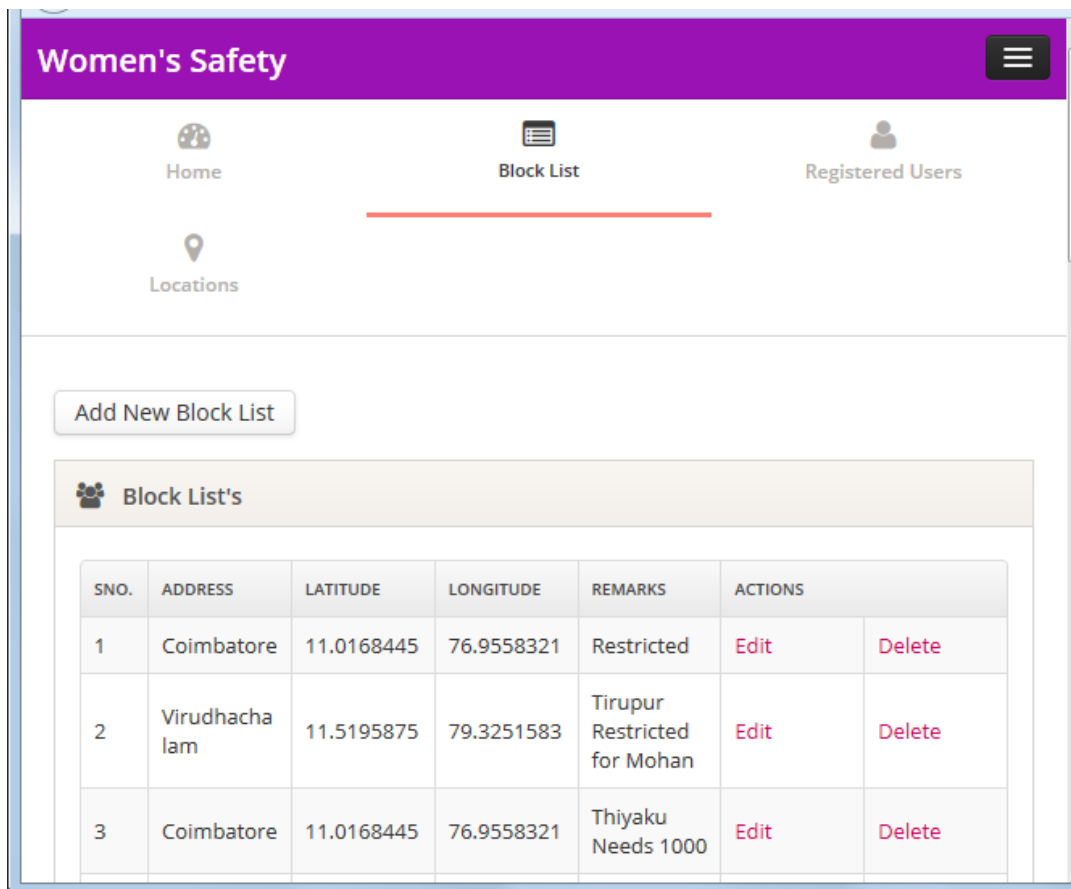 Women's Safety
Home
Block List
Registered Users
Locations
Add New Block List
Block List's
SNO. ADDRESS LATITUDE LONGITUDE REMARKS ACTIONS
1 Coimbatore 11.0168445 76.9558321 Restricted Edit Delete
2 Virudhacha
lam 11.5195875 79.3251583 Tirupur
Restricted
for Mohan Edit Delete
3 Coimbatore 11.0168445 76.9558321 Thiyaku
Needs 1000 Edit Delete